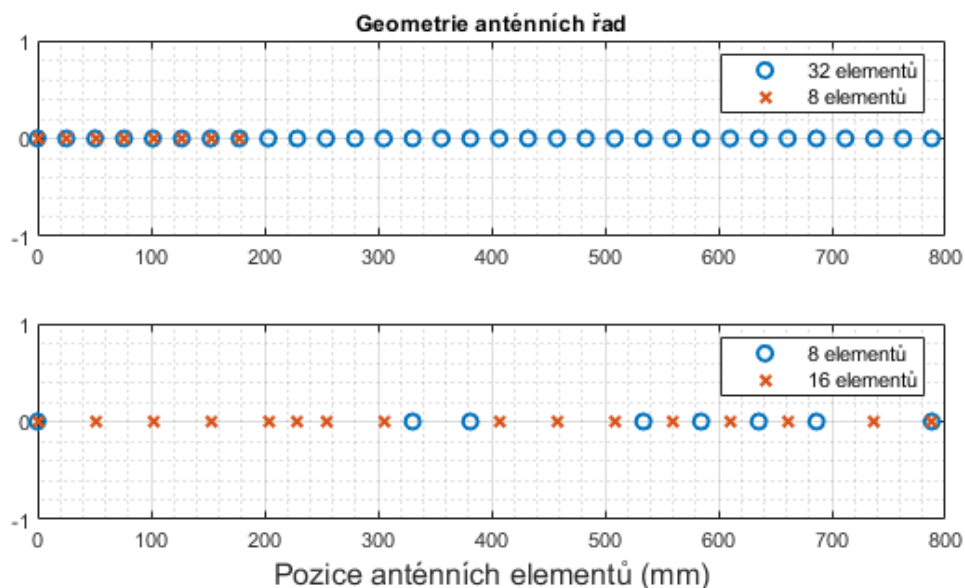 Geometrie anténních řad
1
32 elementů
8 elementů
0
-1
0 100 200 300 400 500 600 700 800
1
8 elementů
16 elementů
0
-1
0 100 200 300 400 500 600 700 800
Pozice anténních elementů (mm)